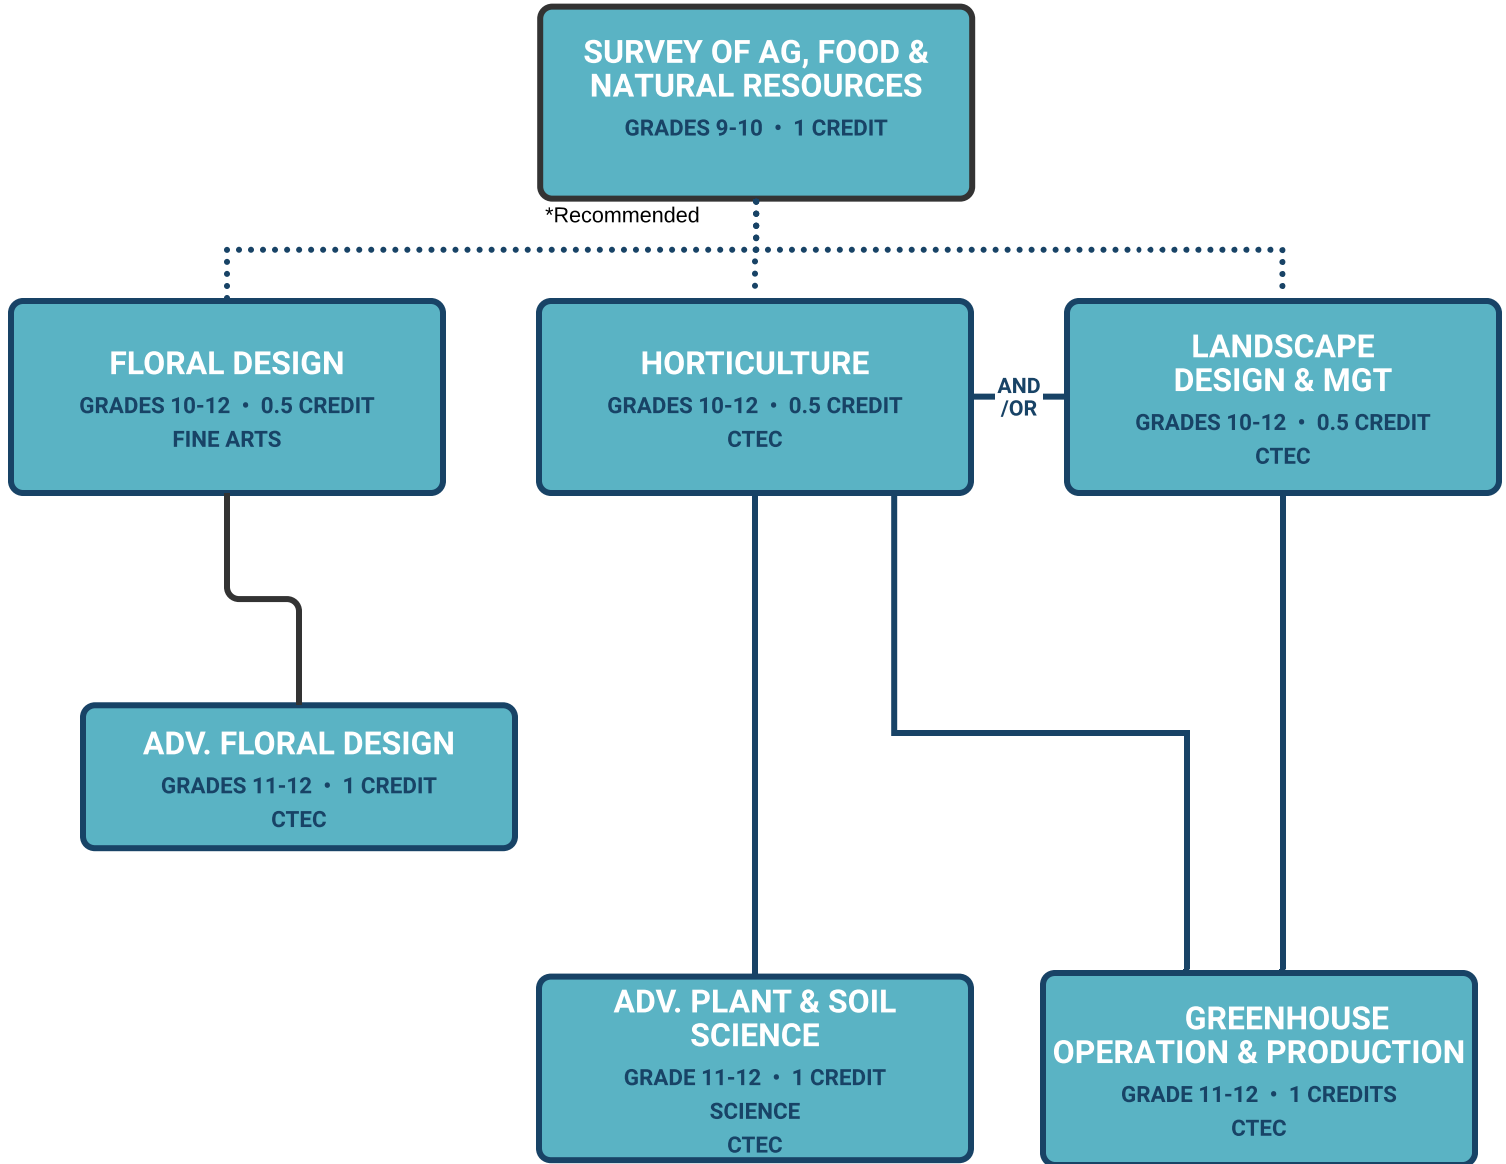 SURVEY OF AG, FOOD &
NATURAL RESOURCES
GRADES 9-10 • 1 CREDIT
*Recommended
FLORAL DESIGN
GRADES 10-12 • 0.5 CREDIT
FINE ARTS
HORTICULTURE
GRADES 10-12 • 0.5 CREDIT
CTEC
AND
/OR
LANDSCAPE
DESIGN & MGT
GRADES 10-12 • 0.5 CREDIT
CTEC
ADV. FLORAL DESIGN
GRADES 11-12 • 1 CREDIT
CTEC
ADV. PLANT & SOIL
SCIENCE
GRADE 11-12 • 1 CREDIT
SCIENCE
CTEC
GREENHOUSE
OPERATION & PRODUCTION
GRADE 11-12 • 1 CREDITS
CTEC